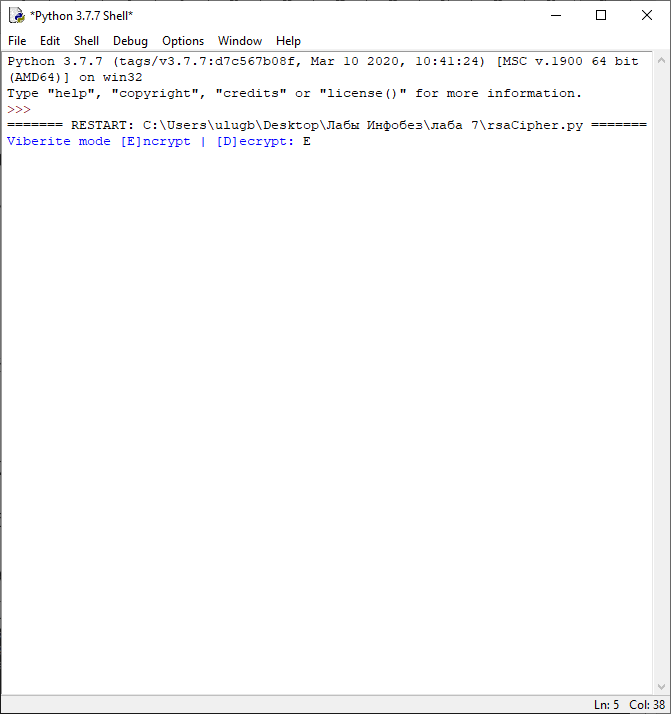 *Python 3.7.7 Shell*
File Edit Shell Debug Options Window Help
Python 3.7.7 (tags/v3.7.7:d7c567b08f, Mar 10 2020, 10:41:24) [MSC v.1900 64 bit
(AMD64)] on win32
Type "help", "copyright", "credits" or "license()" for more information.
>>>
======= RESTART: C:\Users\ulugb\Desktop\Лабы Инфобез\лаба 7\rsaCipher.py =======
Viberite mode [E]ncrypt | [D]ecrypt: E
Ln: 5 Col: 38